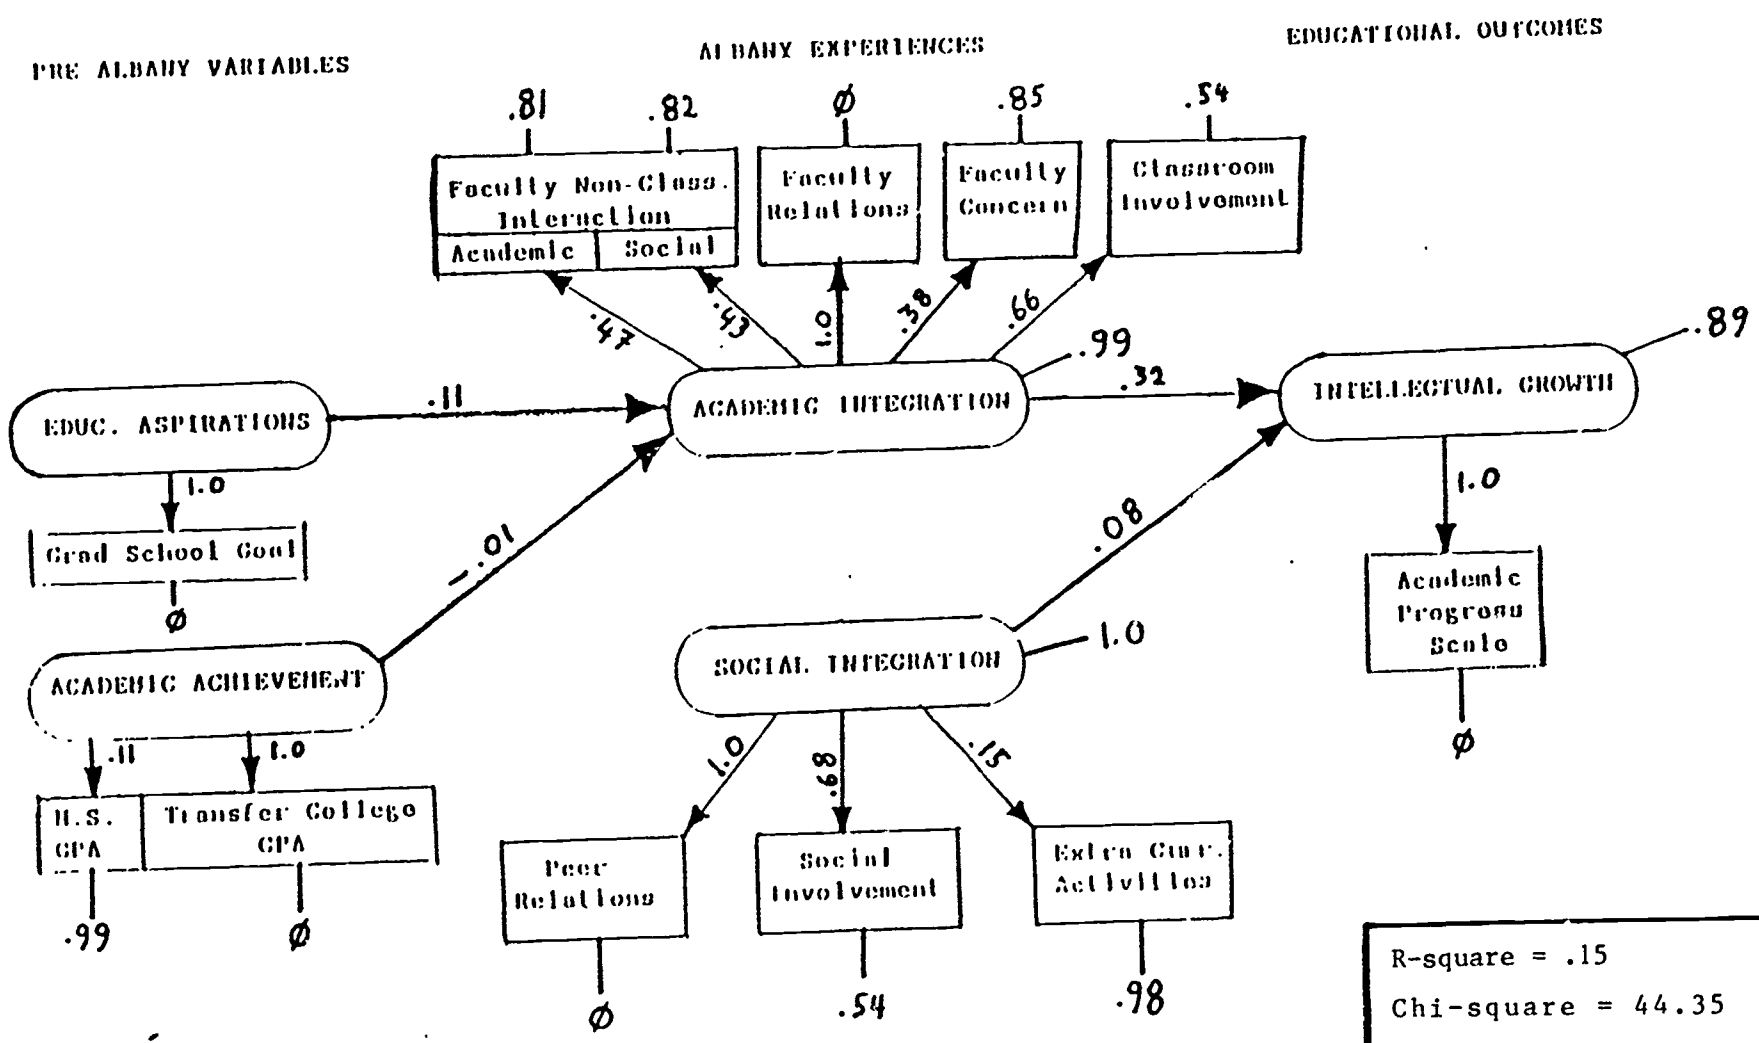 PRE ALBANY VARIABLES
ALBANY EXPERIENCES
EDUCATIONAL OUTCOMES
.81
.82
Ø
.85
.54
Faculty Non-Class.
Interaction
Academic
Social
Faculty
Relations
Faculty
Concern
Classroom
Involvement
.47
.43
1.0
.38
.66
.99
.89
EDUC. ASPIRATIONS
.11
ACADEMIC INTEGRATION
.32
INTELLECTUAL GROWTH
1.0
Grad School Goal
Ø
-.01
.08
1.0
Academic
Progress
Scale
Ø
ACADEMIC ACHIEVEMENT
SOCIAL INTEGRATION
1.0
.11
1.0
H.S.
GPA
Transfer College
GPA
.99
Ø
1.0
.68
.15
Peer
Relations
Social
Involvement
Extra Curr.
Activities
Ø
.54
.98
R-square = .15
Chi-square = 44.35